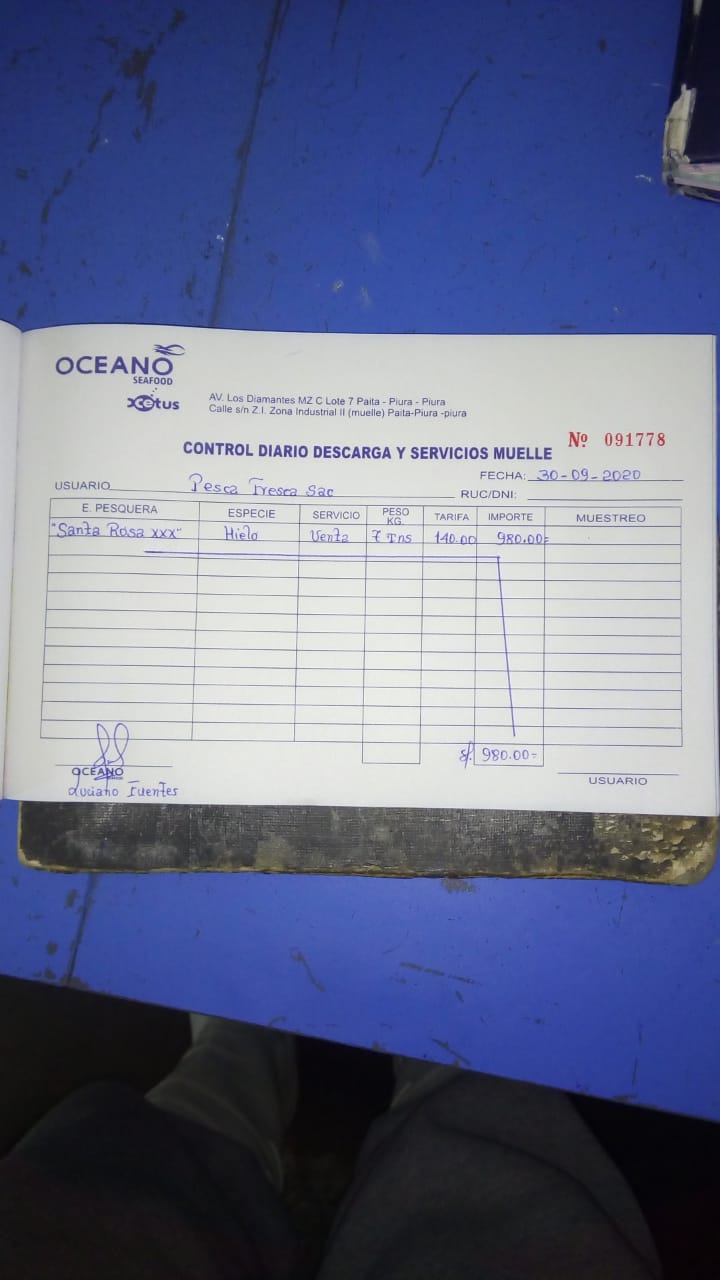 OCEANO
SEAFOOD
Xcetus
AV. Los Diamantes MZ C Lote 7 Paita - Piura - Piura
Calle s/n Z.I. Zona Industrial II (muelle) Paita-Piura -piura
CONTROL DIARIO DESCARGA Y SERVICIOS MUELLE
Nº 091778
FECHA: 30-09-2020
USUARIO Pesca Fresca Sac RUC/DNI:
E. PESQUERA ESPECIE SERVICIO PESO KG. TARIFA IMPORTE MUESTREO
"Santa Rosa xxx" Hielo Venta 7 Tns 140.00 980.00=
S/. 980.00=
OCEANO
Luciano Fuentes
USUARIO